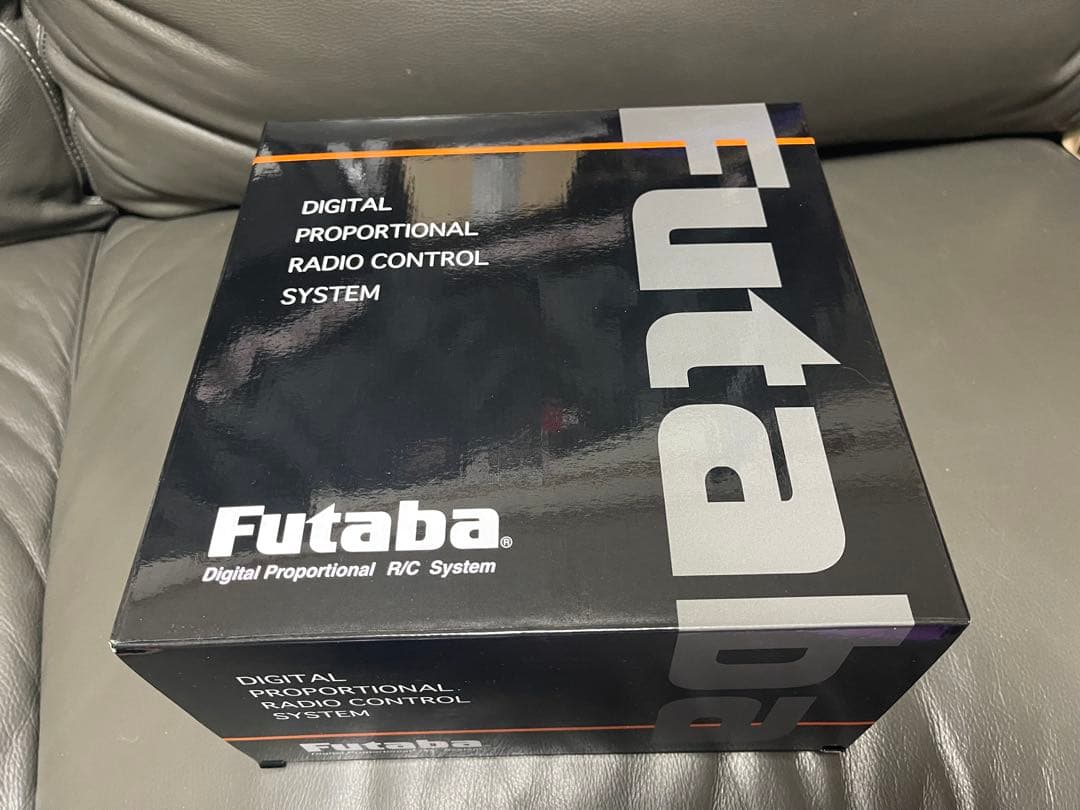 DIGITAL
PROPORTIONAL
RADIO CONTROL
SYSTEM
Futaba
Futaba®
Digital Proportional R/C System
DIGITAL
PROPORTIONAL
RADIO CONTROL
SYSTEM
Futaba